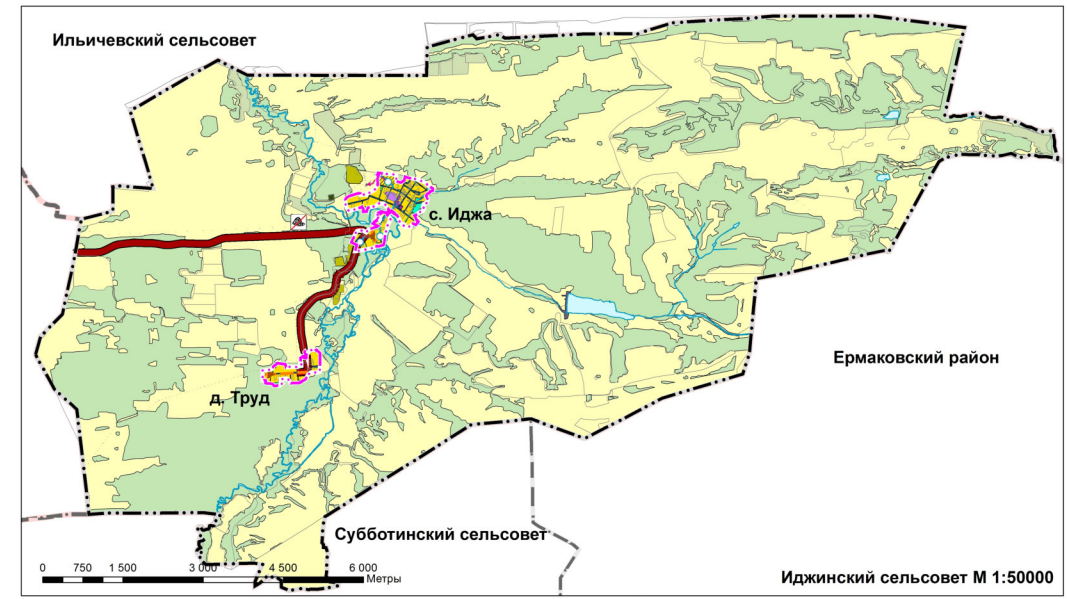 Ильичевский сельсовет
с. Иджа
Ермаковский район
д. Труд
Субботинский сельсовет
0 750 1 500 3 000 4 500 6 000
Метры
Иджинский сельсовет М 1:50000